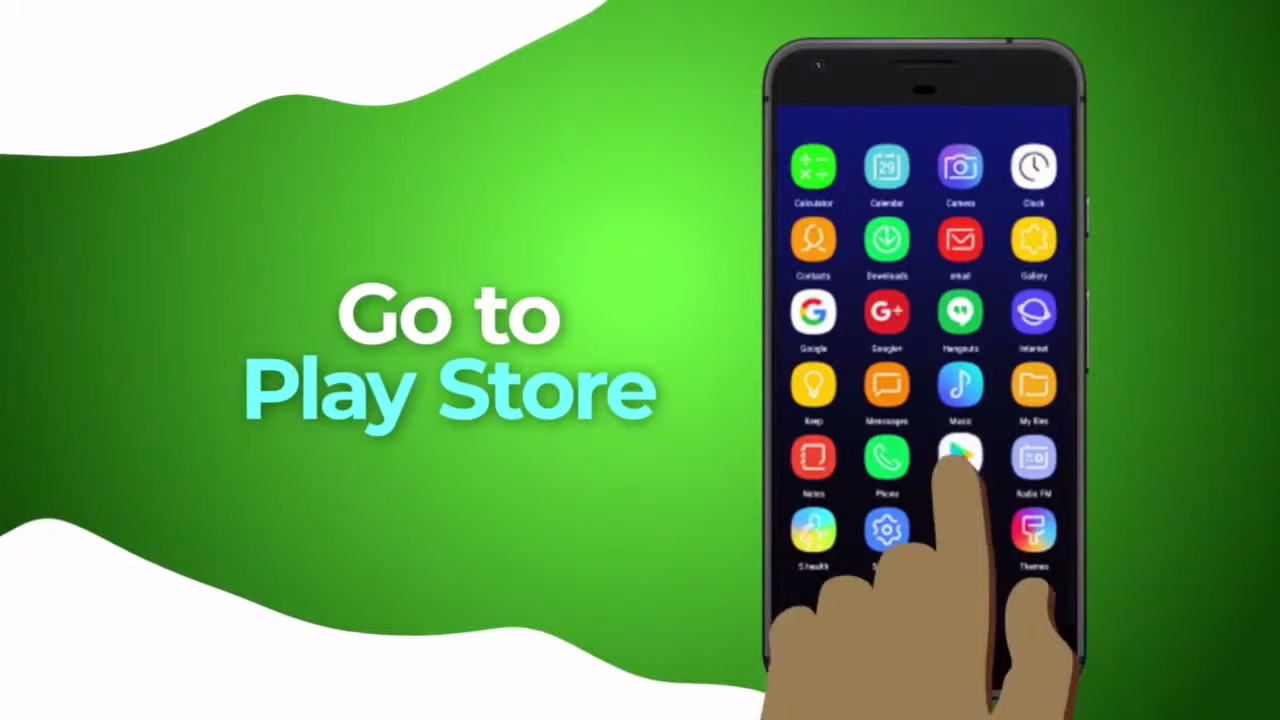 Go to
Play Store
29
Calculator
Calendar
Camera
Clock
Contacts
Downloads
email
Gallery
G
G+
Google
Google+
Hangouts
Internet
Keep
Messages
Music
My files
Notes
Phone
Radio FM
S health
Themes